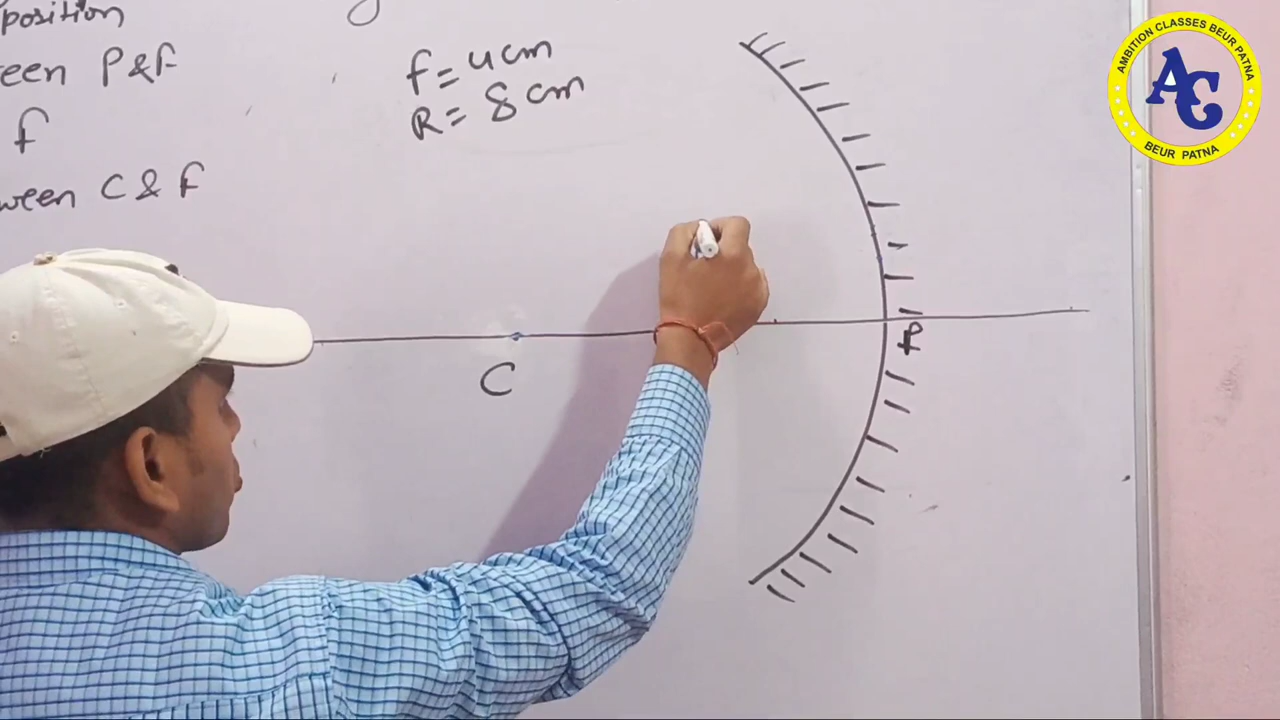 position
een P & F
f
ween C & F
f = 4 cm
R = 8 cm
C
P
AMBITION CLASSES BEUR PATNA
AC
BEUR PATNA